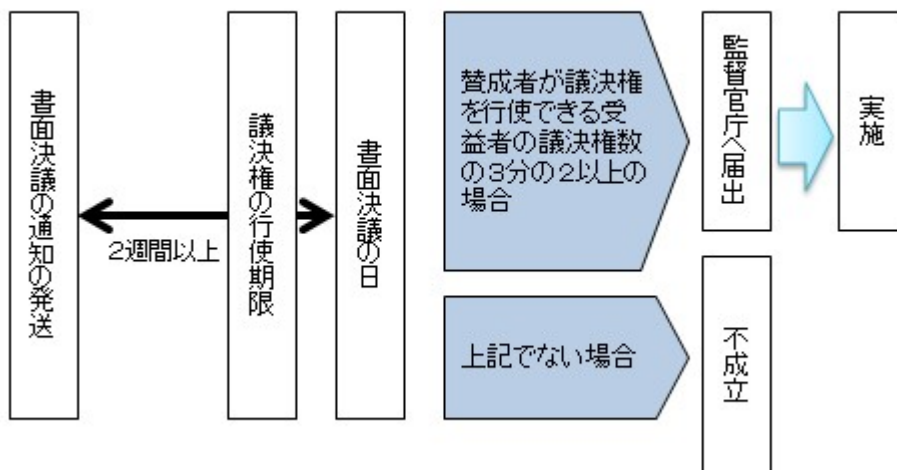 書面決議の通知の発送
2週間以上
議決権の行使期限
書面決議の日
賛成者が議決権
を行使できる受
益者の議決権数
の3分の2以上の
場合
監督官庁へ届出
実施
上記でない場合
不成立